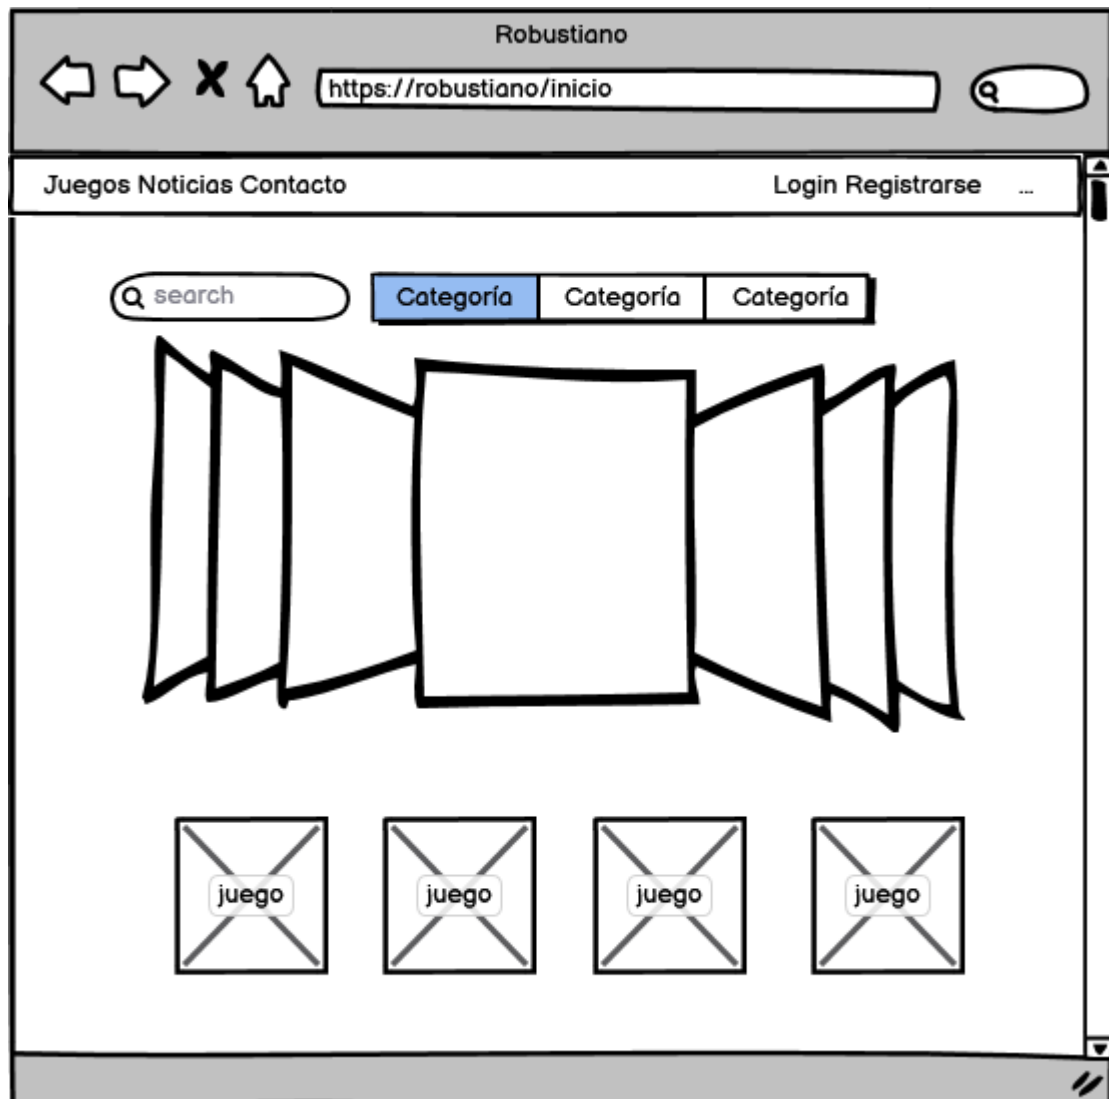 Robustiano
https://robustiano/inicio
Juegos Noticias Contacto
Login Registrarse ...
search
Categoría Categoría Categoría
juego juego juego juego